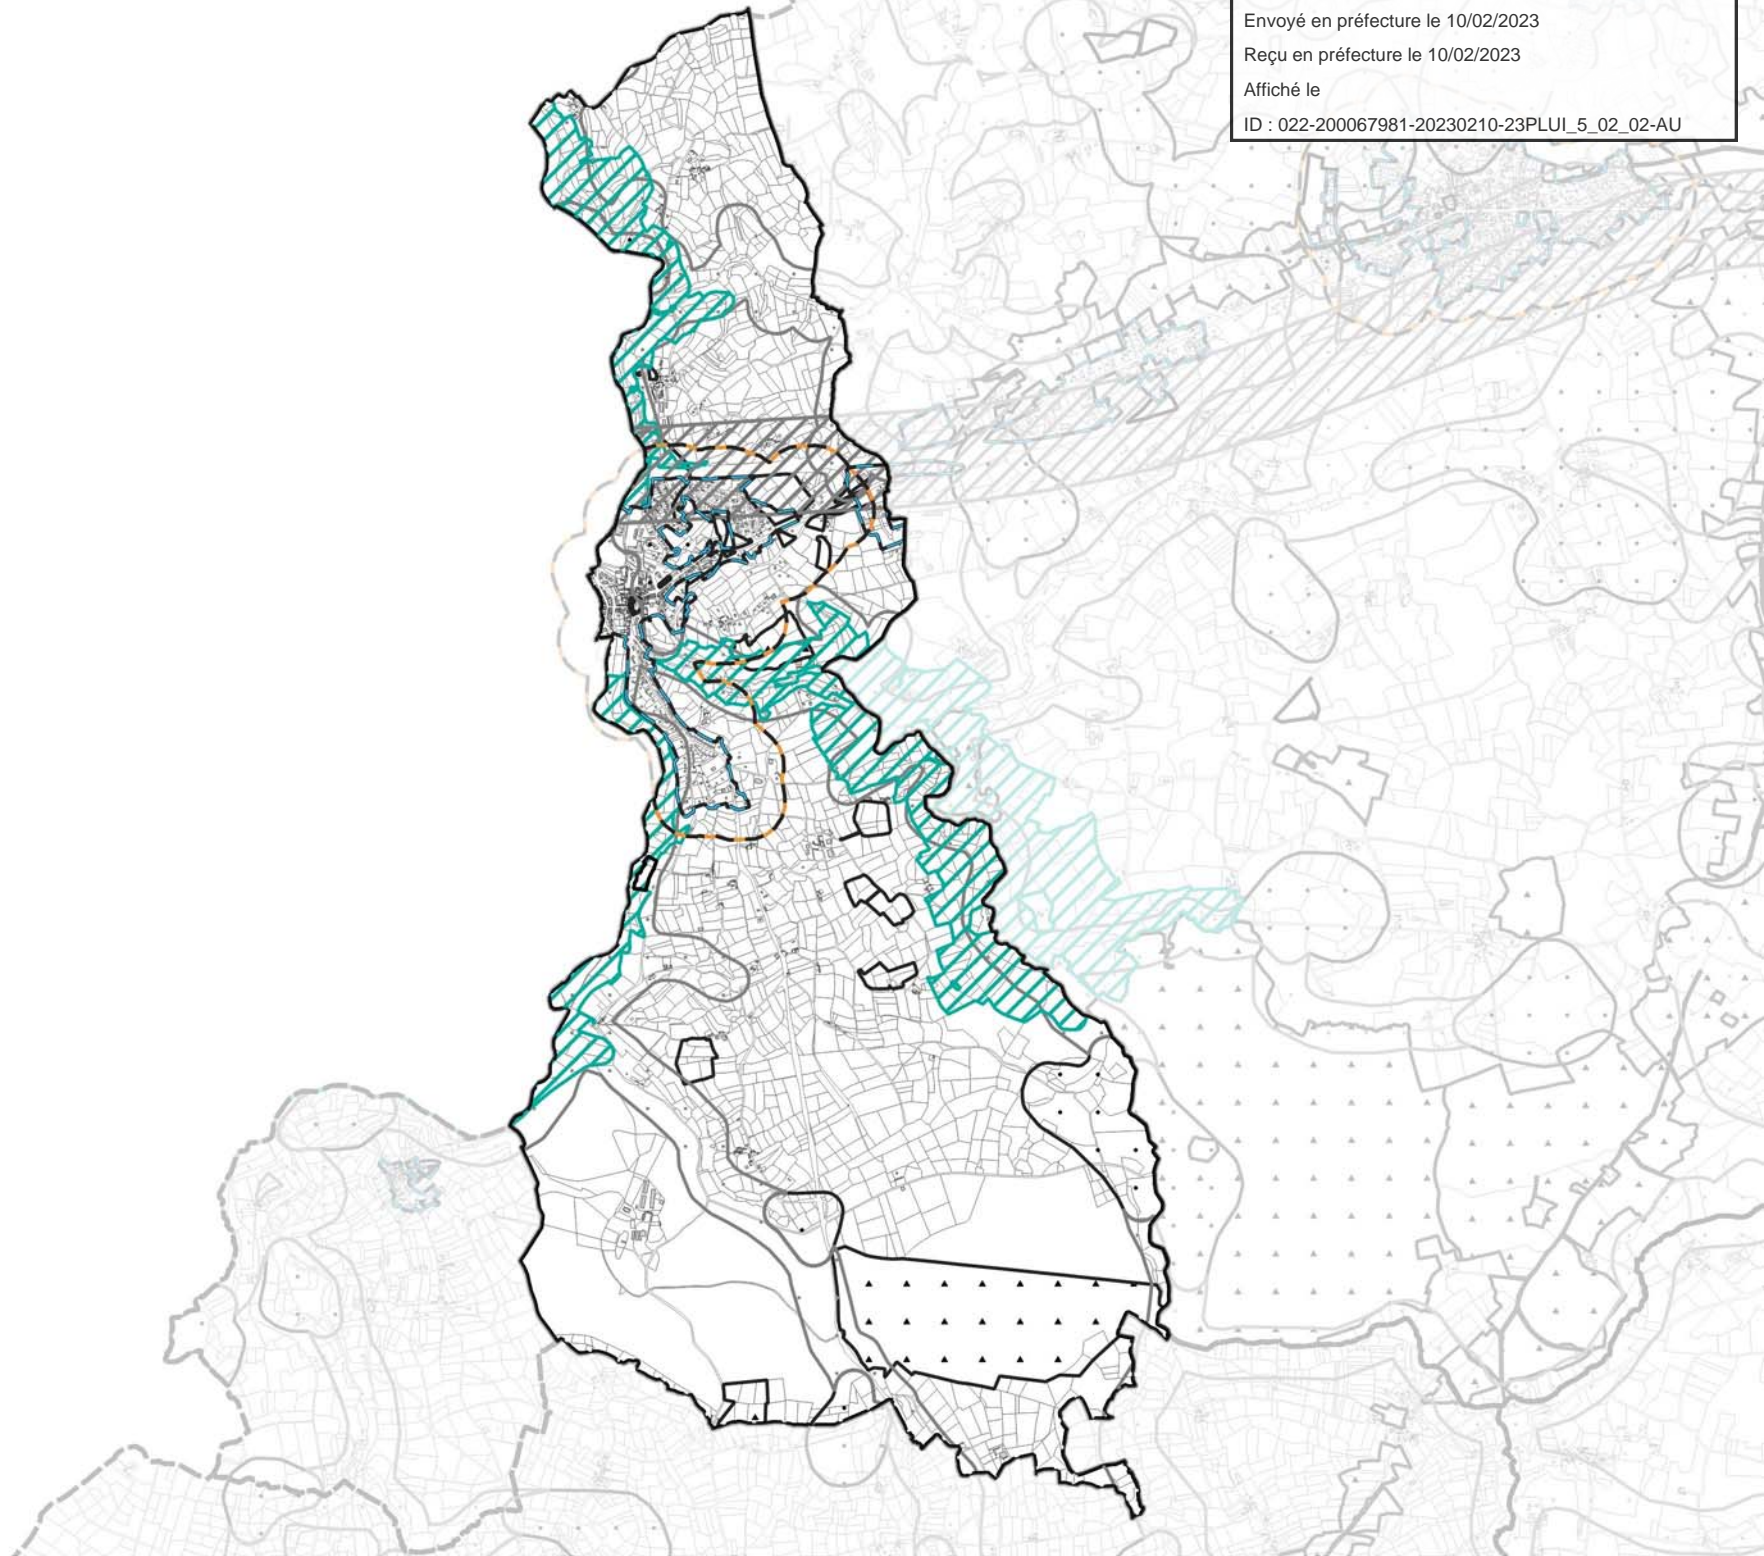 Envoyé en préfecture le 10/02/2023
Reçu en préfecture le 10/02/2023
Affiché le
ID : 022-200067981-20230210-23PLUI_5_02_02-AU